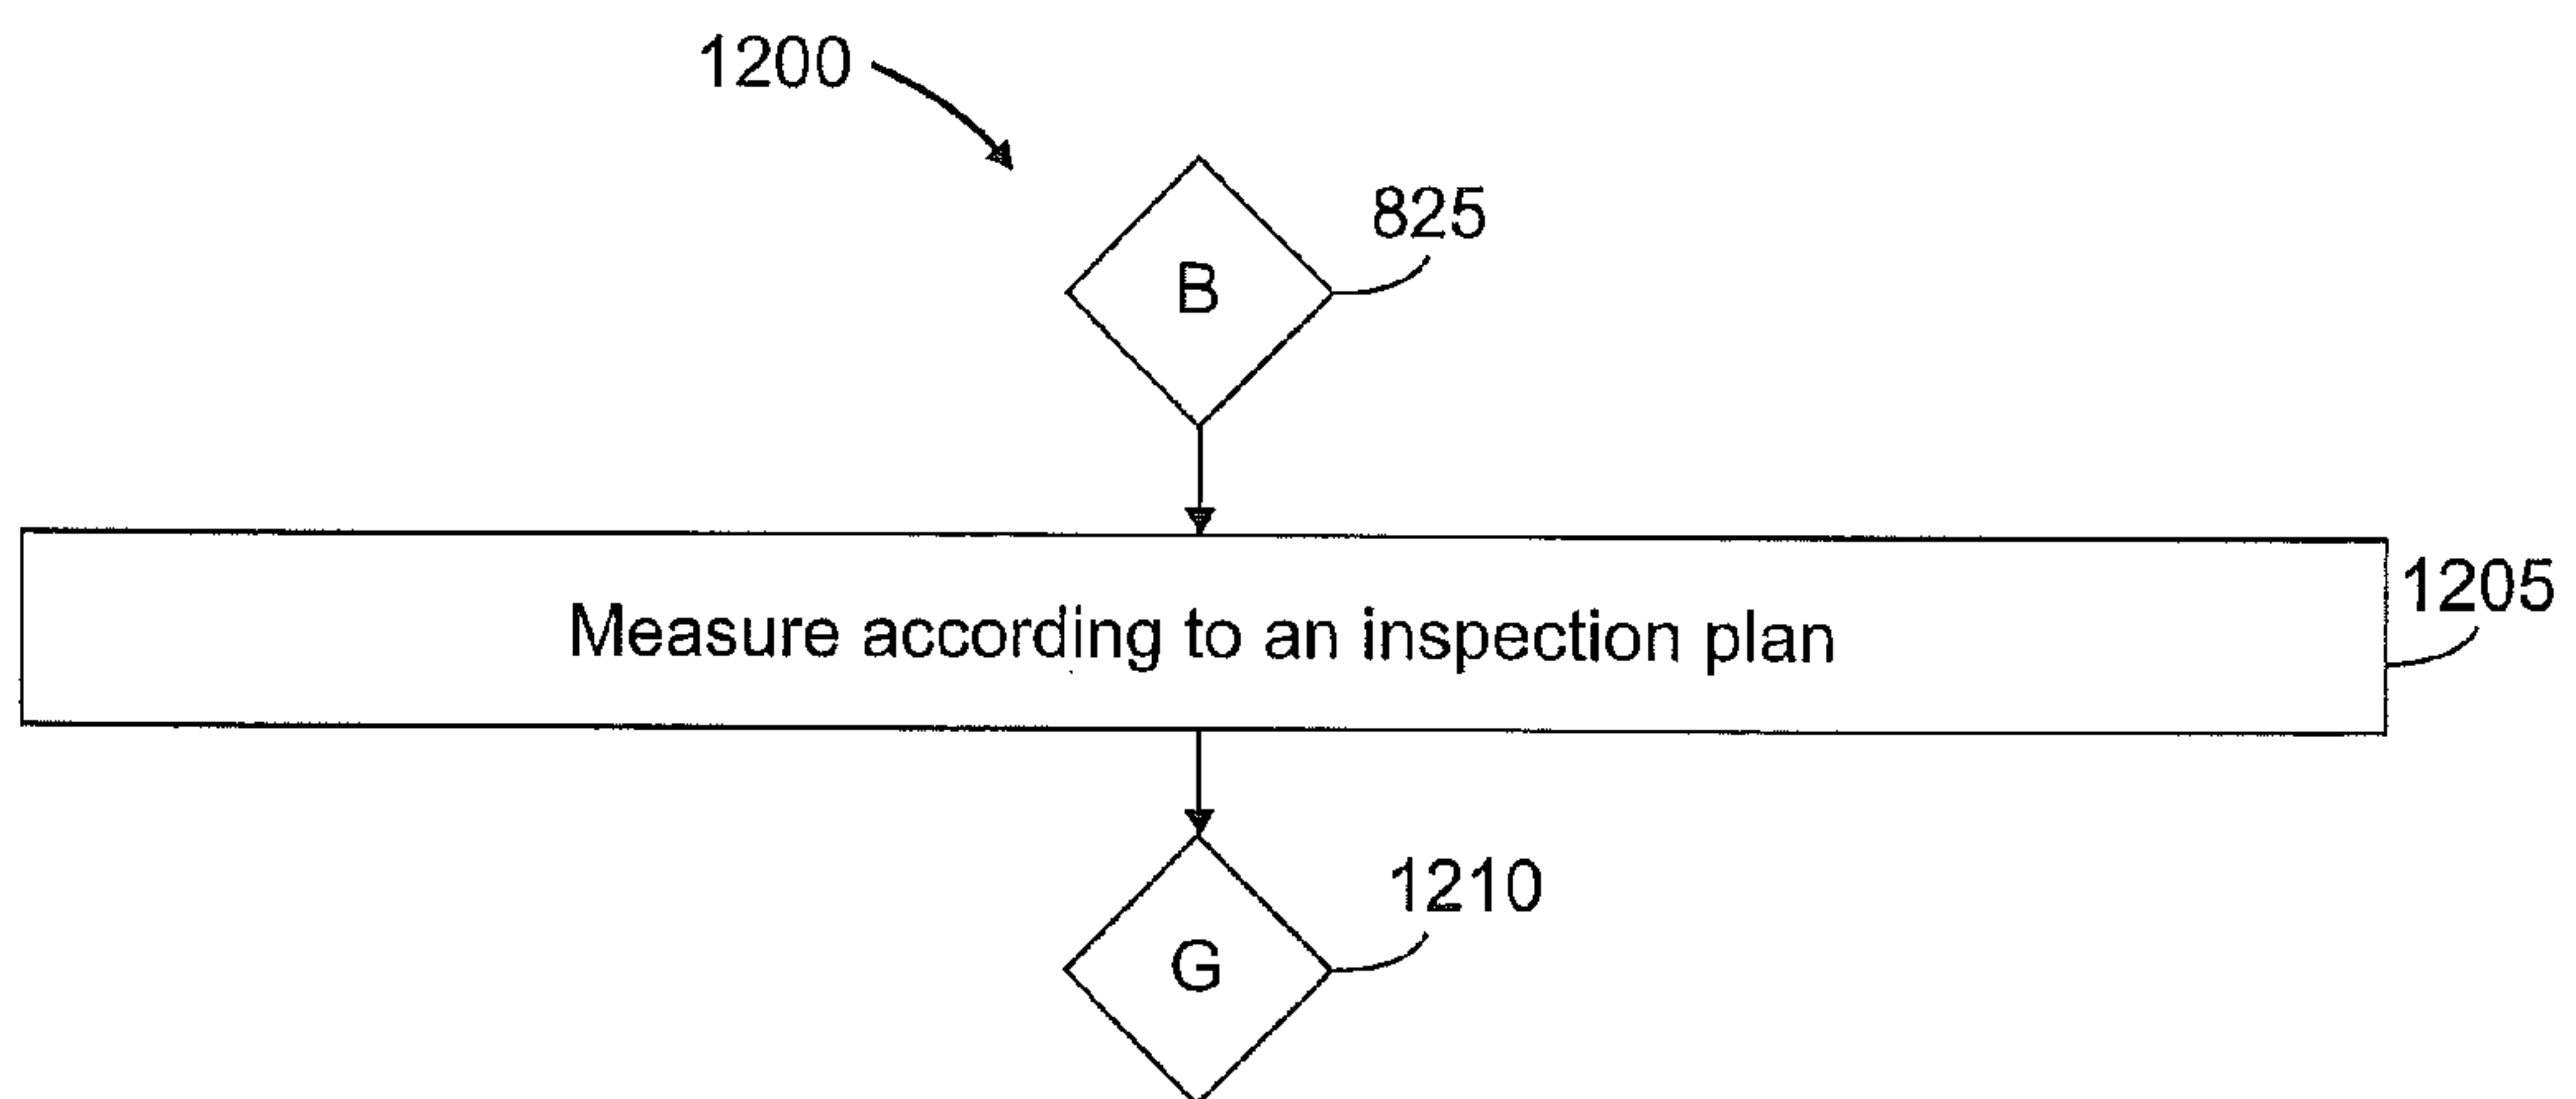 1200
825
B
Measure according to an inspection plan
1205
1210
G